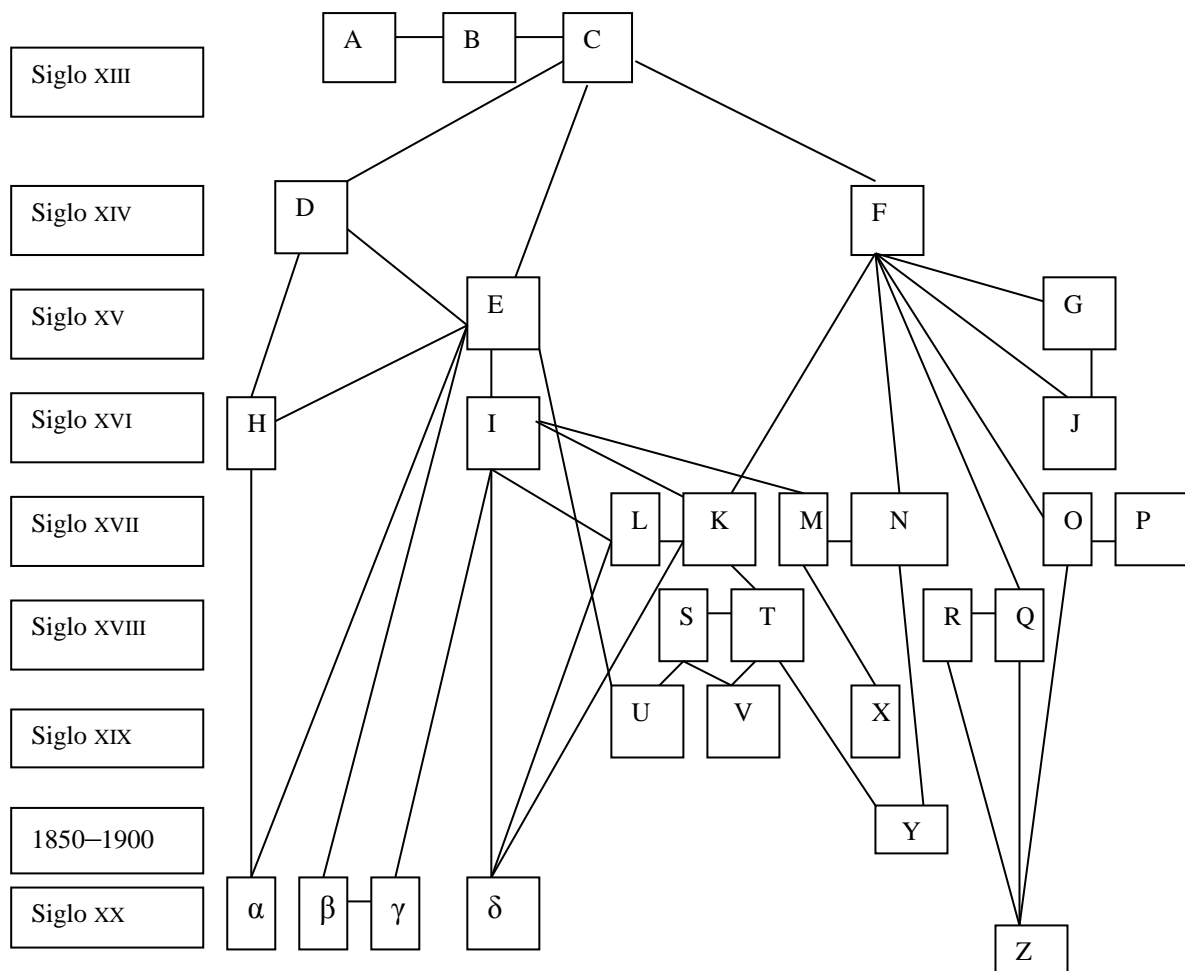 A B C
Siglo XIII
Siglo XIV
D F
Siglo XV
E G
Siglo XVI
H I J
Siglo XVII
L K M N O P
Siglo XVIII
S T R Q
Siglo XIX
U V X
1850–1900
Y
Siglo XX
α β γ δ
Z